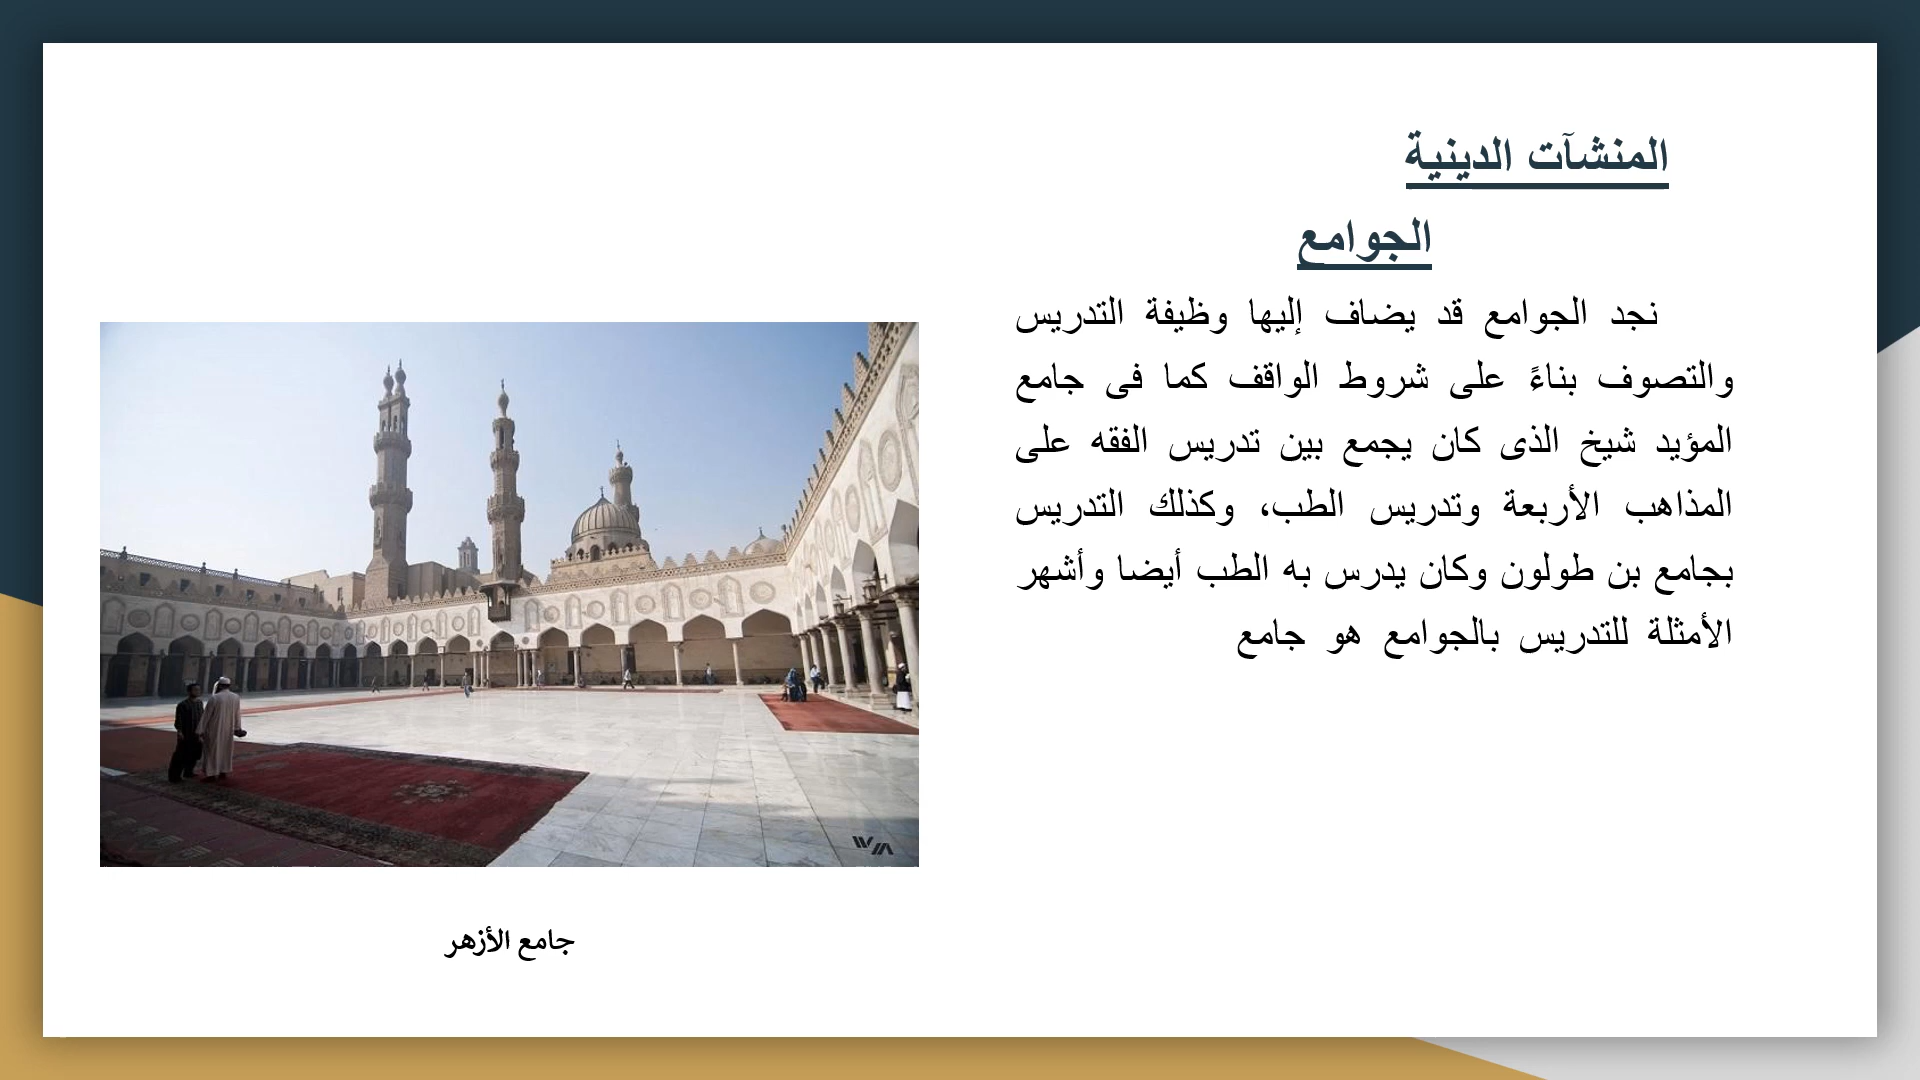 المنشآت الدينية
الجوامع
نجد الجوامع قد يضاف إليها وظيفة التدريس
والتصوف بناءً على شروط الواقف كما فى جامع
المؤيد شيخ الذى كان يجمع بين تدريس الفقه على
المذاهب الأربعة وتدريس الطب، وكذلك التدريس
بجامع بن طولون وكان يدرس به الطب أيضا وأشهر
الأمثلة للتدريس بالجوامع هو جامع
جامع الأزهر